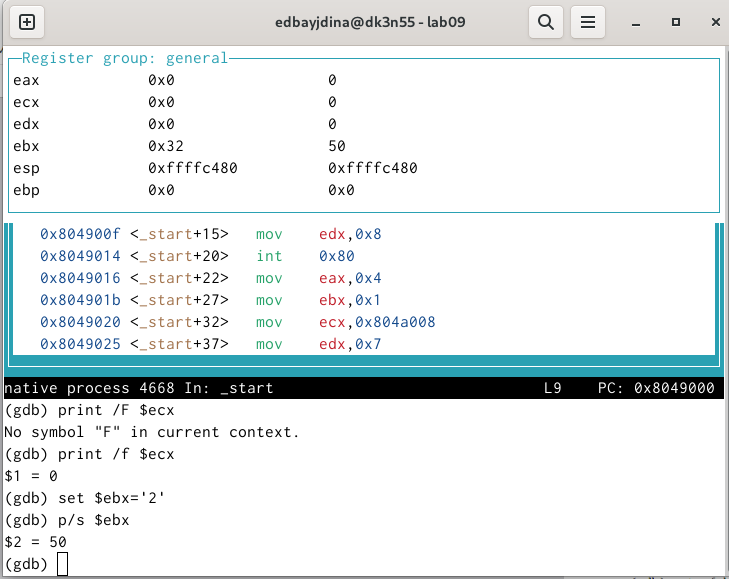 edbayjdina@dk3n55 - lab09
Register group: general
eax 0x0 0
ecx 0x0 0
edx 0x0 0
ebx 0x32 50
esp 0xffffc480 0xffffc480
ebp 0x0 0x0
0x804900f <_start+15> mov edx,0x8
0x8049014 <_start+20> int 0x80
0x8049016 <_start+22> mov eax,0x4
0x804901b <_start+27> mov ebx,0x1
0x8049020 <_start+32> mov ecx,0x804a008
0x8049025 <_start+37> mov edx,0x7
native process 4668 In: _start L9 PC: 0x8049000
(gdb) print /F $ecx
No symbol "F" in current context.
(gdb) print /f $ecx
$1 = 0
(gdb) set $ebx='2'
(gdb) p/s $ebx
$2 = 50
(gdb)